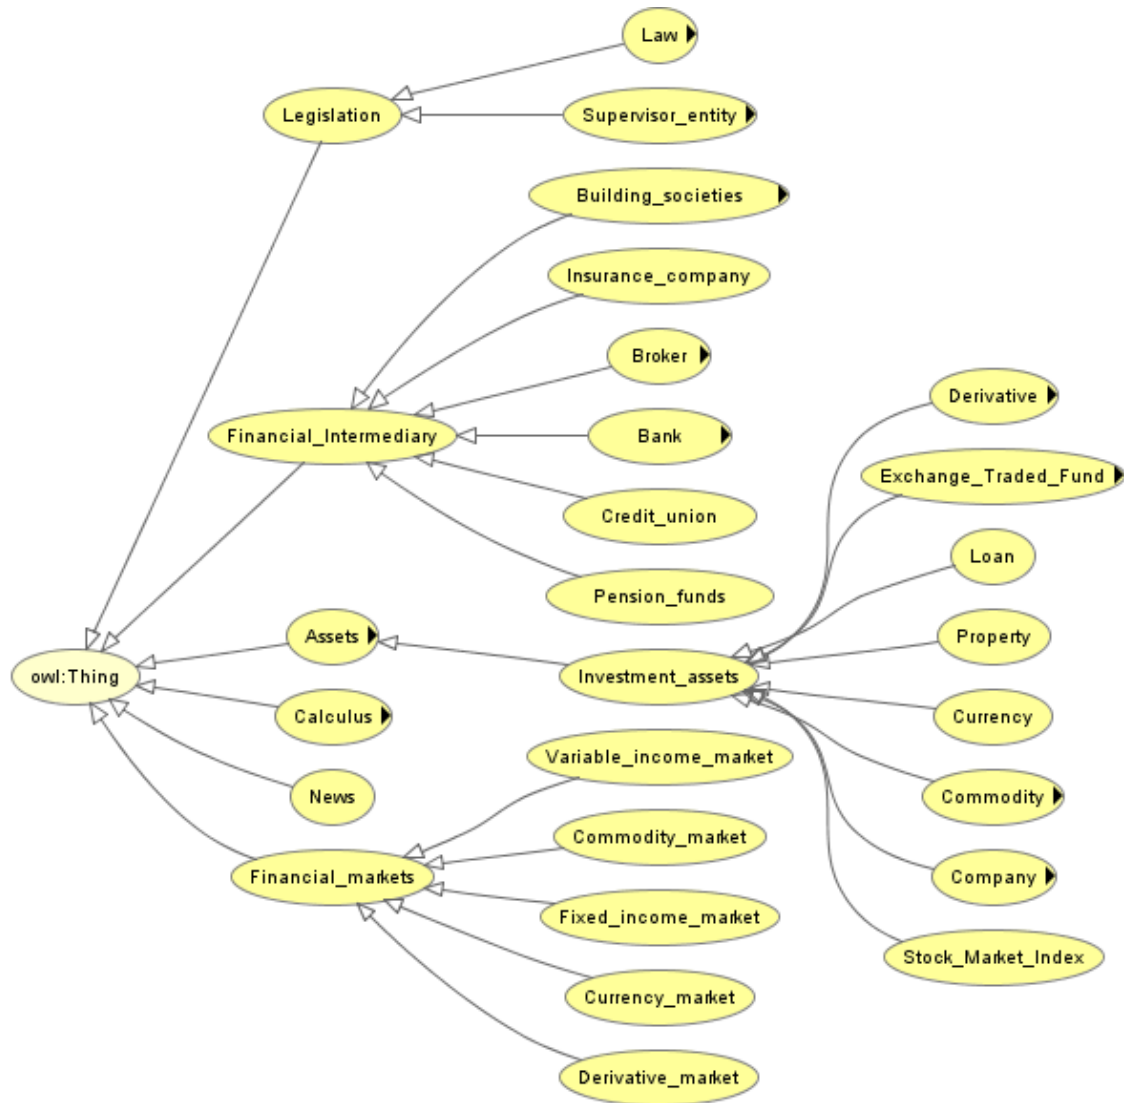 Law
Legislation
Supervisor_entity
Building_societies
Insurance_company
Broker
Derivative
Financial_Intermediary
Bank
Exchange_Traded_Fund
Credit_union
Loan
Pension_funds
Assets
Property
owl:Thing
Investment_assets
Calculus
Currency
Variable_income_market
News
Commodity
Commodity_market
Financial_markets
Company
Fixed_income_market
Stock_Market_Index
Currency_market
Derivative_market